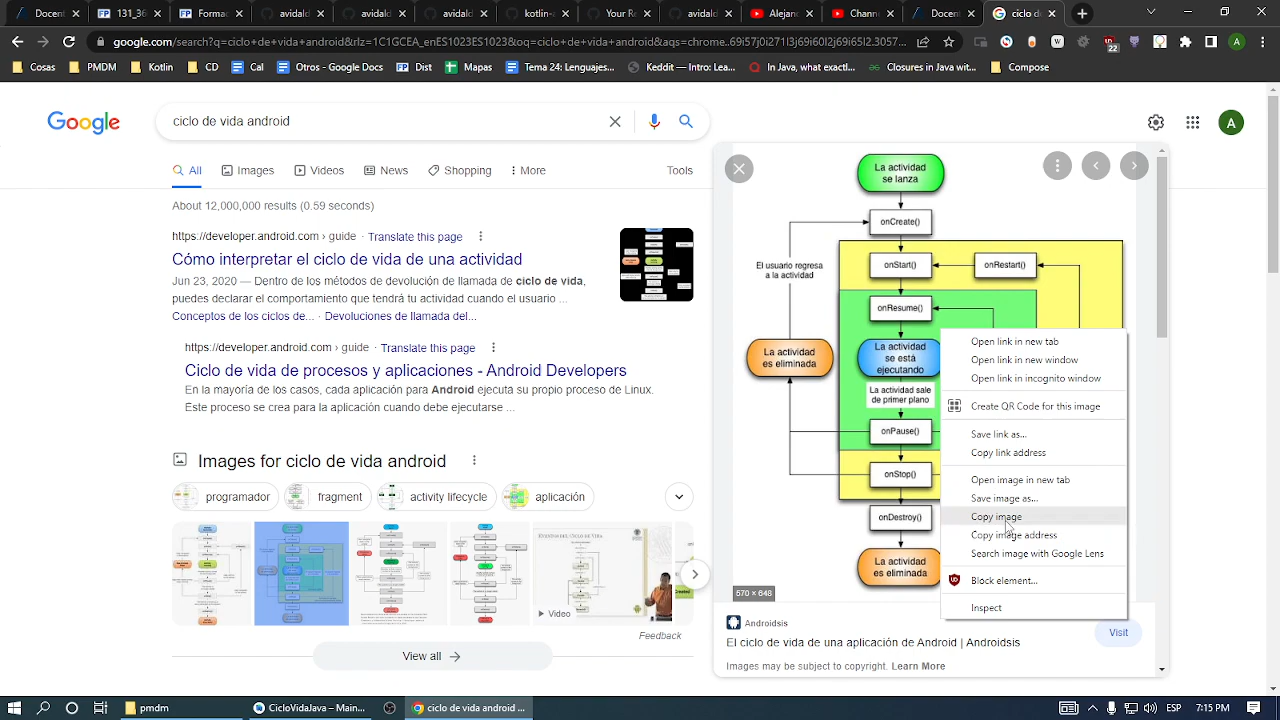 Docen
131_36
Forma
avidald
avidald
avidald
kotlin-
Your Re
avidald
Alejanc
Chann
Docen
ciclo de
google.com/search?q=ciclo+de+vida+android&rlz=1C1GCEA_enES1023ES1023&oq=ciclo+de+vida+android&aqs=chrome..69i57j0i271l3j69i60l2j69i65l2.3057...
22
A
Cosas
PMDM
Kotlin
CD
Cal
Otros - Google Docs
FP Dist
Mapas
Tema 24: Lenguajes...
Keddit — Intro: Lea...
In Java, what exactl...
Closures in Java wit...
Compose
Google
ciclo de vida android
A
All
Images
Videos
News
Shopping
More
Tools
About 12,000,000 results (0.59 seconds)
https://developer.android.com › guide · Translate this page
Cómo interpretar el ciclo de vida de una actividad
Jun 23, 2020 — Dentro de los métodos de devolución de llamada de ciclo de vida,
puedes declarar el comportamiento que tendrá tu actividad cuando el usuario ...
Concepto de los ciclos de... · Devoluciones de llamada del...
https://developer.android.com › guide · Translate this page
Ciclo de vida de procesos y aplicaciones - Android Developers
En la mayoría de los casos, cada aplicación para Android ejecuta su propio proceso de Linux.
Este proceso se crea para la aplicación cuando debe ejecutarse ...
Images for ciclo de vida android
programador
fragment
activity lifecycle
aplicación
Video
Feedback
View all
La actividad
se lanza
onCreate()
El usuario regresa
a la actividad
onStart()
onRestart()
onResume()
La actividad
es eliminada
La actividad
se está
ejecutando
La actividad sale
de primer plano
onPause()
onStop()
onDestroy()
La actividad
es eliminada
570 × 648
Open link in new tab
Open link in new window
Open link in incognito window
Create QR Code for this image
Save link as...
Copy link address
Open image in new tab
Save image as...
Copy image
Copy image address
Search image with Google Lens
Block element...
Inspect
Androidsis
Visit
El ciclo de vida de una aplicación de Android | Androidsis
Images may be subject to copyright. Learn More
pmdm
CicloVidaJava – Main...
ciclo de vida android ...
ESP
7:15 PM